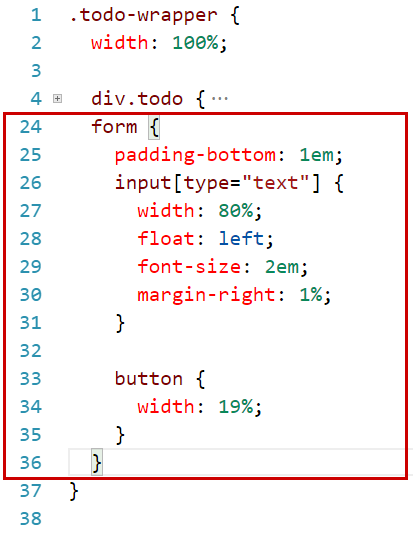 1 .todo-wrapper {
2   width: 100%;
3
4   div.todo { ...
24   form {
25     padding-bottom: 1em;
26     input[type="text"] {
27       width: 80%;
28       float: left;
29       font-size: 2em;
30       margin-right: 1%;
31     }
32
33     button {
34       width: 19%;
35     }
36   }
37 }
38